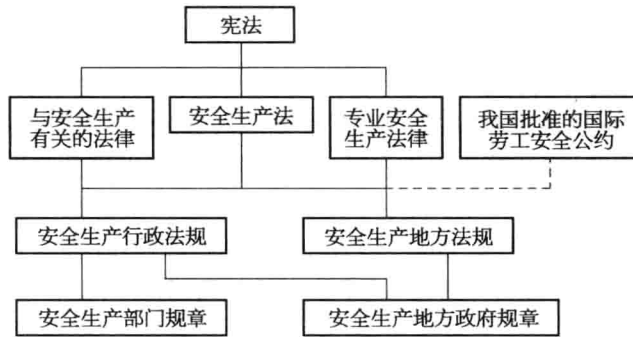 宪法
与安全生产
有关的法律
安全生产法
专业安全
生产法律
我国批准的国际
劳工安全公约
安全生产行政法规
安全生产地方法规
安全生产部门规章
安全生产地方政府规章